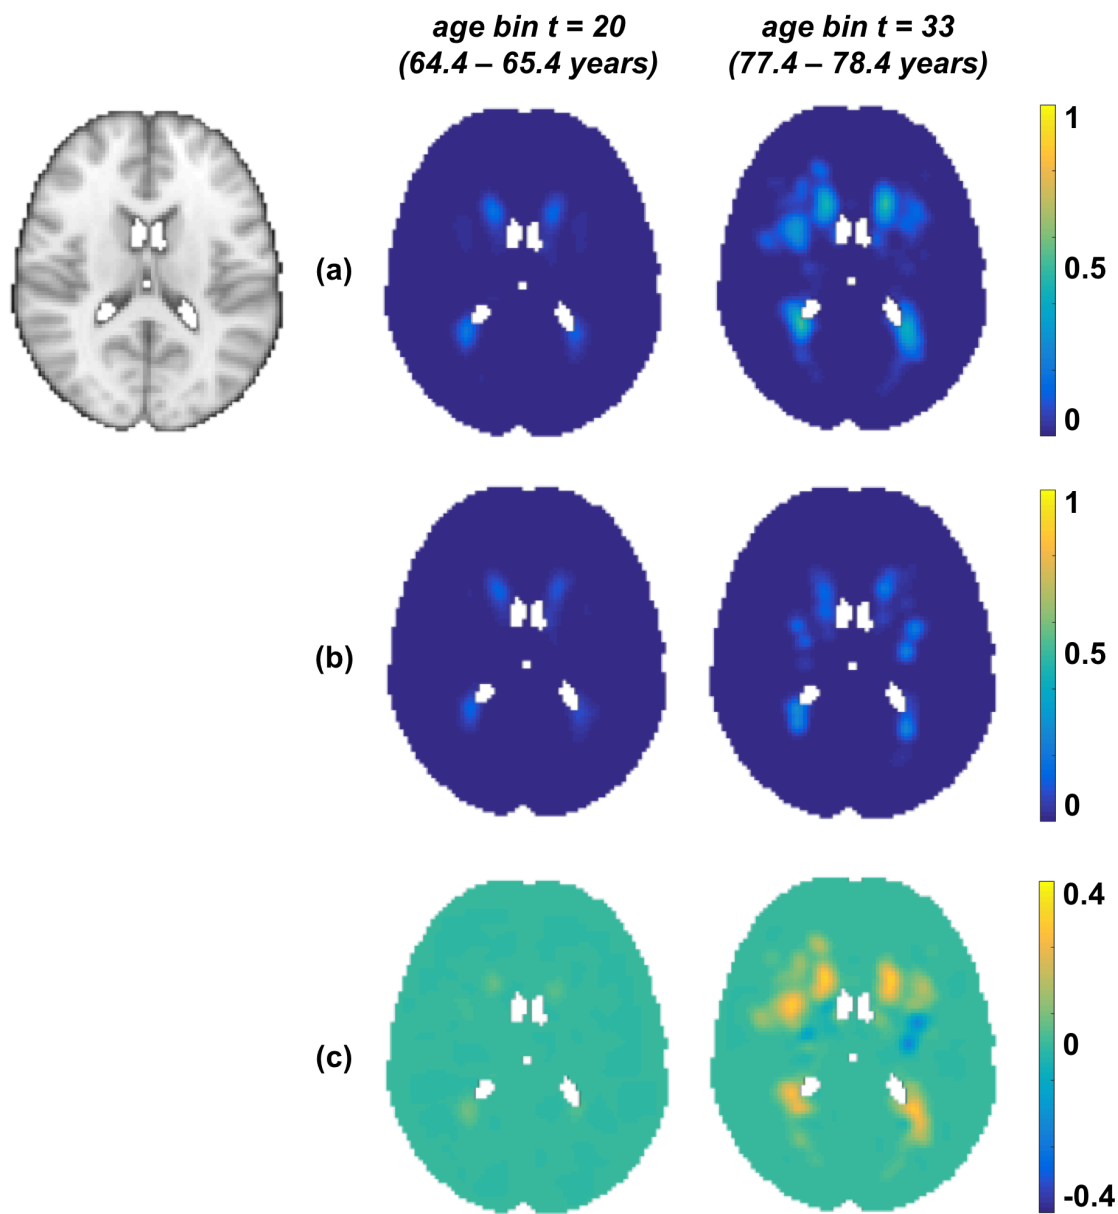 age bin t = 20
(64.4 – 65.4 years)
age bin t = 33
(77.4 – 78.4 years)
(a)
1
0.5
0
(b)
1
0.5
0
(c)
0.4
0
-0.4